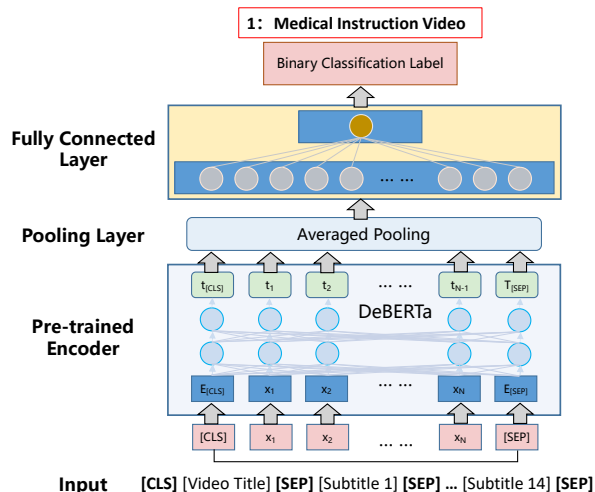 1: Medical Instruction Video
Binary Classification Label
Fully Connected
Layer
... ...
Pooling Layer
Averaged Pooling
t[CLS] t1 t2 ... ... tN-1 T[SEP]
DeBERTa
Pre-trained
Encoder
E[CLS] x1 x2 ... ... xN E[SEP]
[CLS] x1 x2 ... ... xN [SEP]
Input [CLS] [Video Title] [SEP] [Subtitle 1] [SEP] ... [Subtitle 14] [SEP]